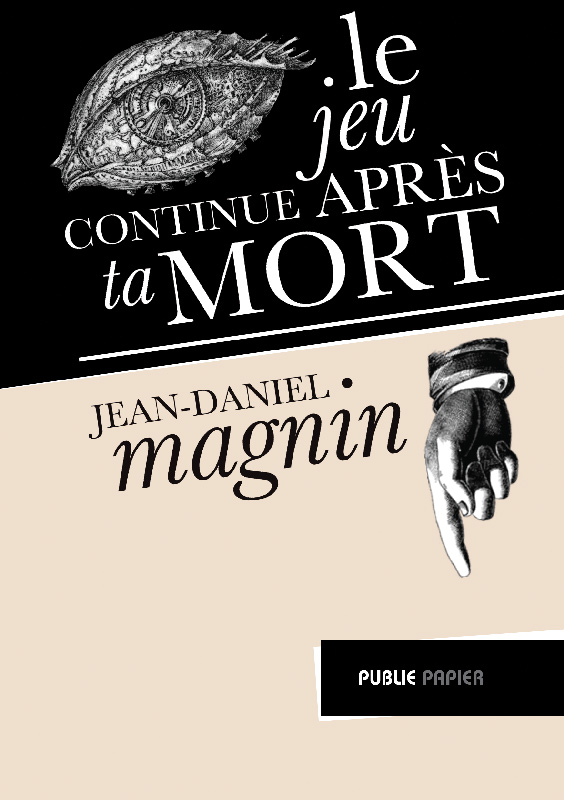 .le
jeu
CONTINUE APRÈS
ta MORT
JEAN-DANIEL •
magnin
PUBLIE PAPIER